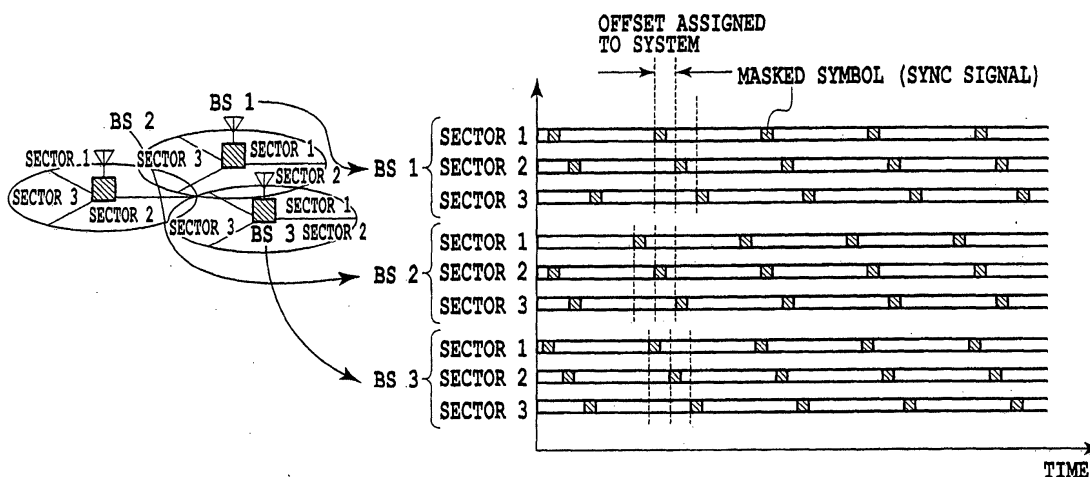 OFFSET ASSIGNED
TO SYSTEM
MASKED SYMBOL (SYNC SIGNAL)
BS 1
BS 2
SECTOR 1
SECTOR 3
SECTOR 1
SECTOR 2
SECTOR 3
SECTOR 2
SECTOR 1
SECTOR 3
BS 3
SECTOR 2
BS 1
SECTOR 1
SECTOR 2
SECTOR 3
BS 2
SECTOR 1
SECTOR 2
SECTOR 3
BS 3
SECTOR 1
SECTOR 2
SECTOR 3
TIME